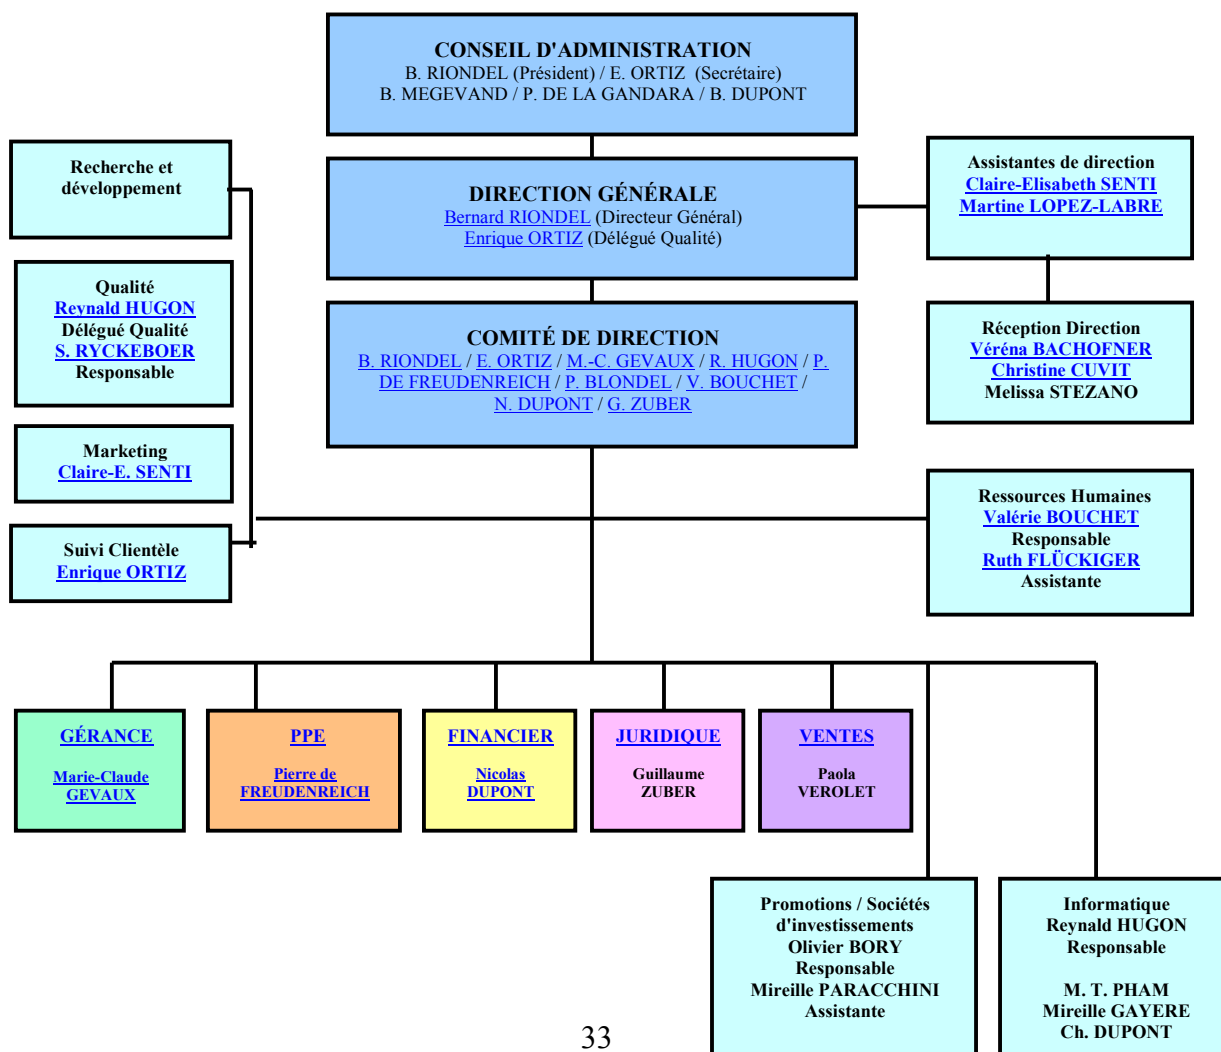 CONSEIL D'ADMINISTRATION
B. RIONDEL (Président) / E. ORTIZ (Secrétaire)
B. MEGEVAND / P. DE LA GANDARA / B. DUPONT
Recherche et
développement
DIRECTION GÉNÉRALE
Bernard RIONDEL (Directeur Général)
Enrique ORTIZ (Délégué Qualité)
Assistantes de direction
Claire-Elisabeth SENTI
Martine LOPEZ-LABRE
Qualité
Reynald HUGON
Délégué Qualité
S. RYCKEBOER
Responsable
COMITÉ DE DIRECTION
B. RIONDEL / E. ORTIZ / M.-C. GEVAUX / R. HUGON / P.
DE FREUDENREICH / P. BLONDEL / V. BOUCHET /
N. DUPONT / G. ZUBER
Réception Direction
Véréna BACHOFNER
Christine CUVIT
Melissa STEZANO
Marketing
Claire-E. SENTI
Suivi Clientèle
Enrique ORTIZ
Ressources Humaines
Valérie BOUCHET
Responsable
Ruth FLÜCKIGER
Assistante
GÉRANCE
Marie-Claude
GEVAUX
PPE
Pierre de
FREUDENREICH
FINANCIER
Nicolas
DUPONT
JURIDIQUE
Guillaume
ZUBER
VENTES
Paola
VEROLET
Promotions / Sociétés
d'investissements
Olivier BORY
Responsable
Mireille PARACCHINI
Assistante
Informatique
Reynald HUGON
Responsable
M. T. PHAM
Mireille GAYERE
Ch. DUPONT
33